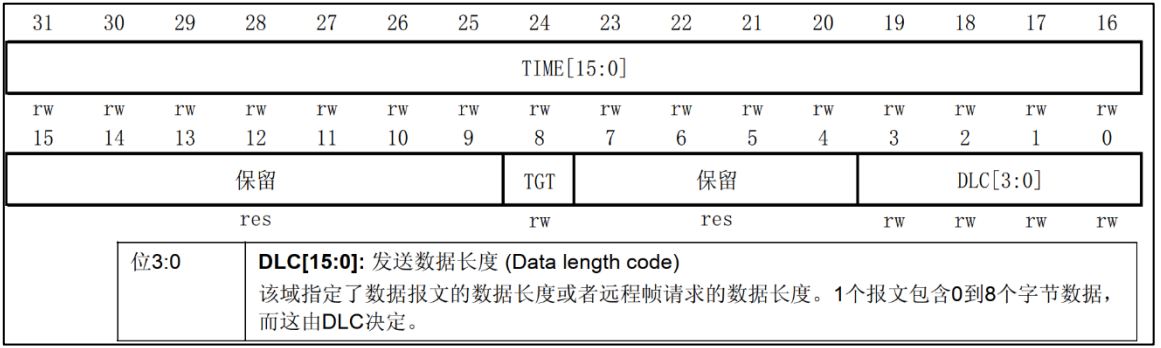 31 30 29 28 27 26 25 24 23 22 21 20 19 18 17 16
TIME[15:0]
rw rw rw rw rw rw rw rw rw rw rw rw rw rw rw rw
15 14 13 12 11 10 9 8 7 6 5 4 3 2 1 0
保留 TGT 保留 DLC[3:0]
res rw res rw rw rw rw
位3:0 DLC[15:0]: 发送数据长度 (Data length code)
该域指定了数据报文的数据长度或者远程帧请求的数据长度。1个报文包含0到8个字节数据，
而这由DLC决定。